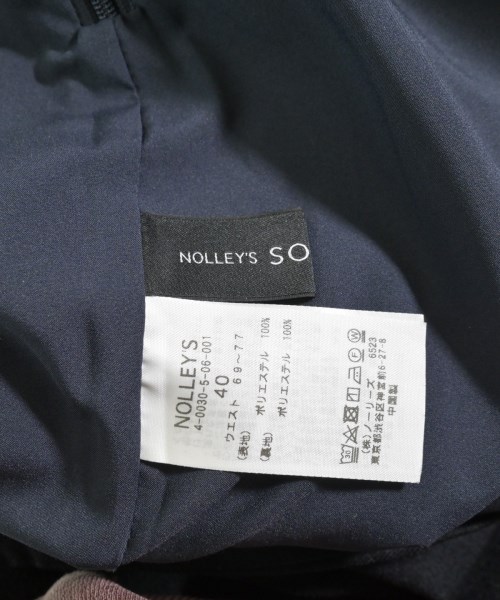 NOLLEY'S SO
NOLLEY'S
4-0030-5-06-001
40
ウエスト 69~77
(表地) ポリエステル 100%
(裏地) ポリエステル 100%
30
F W
(株)ノーリーズ 6523
東京都渋谷区神宮前6-27-8
中国製